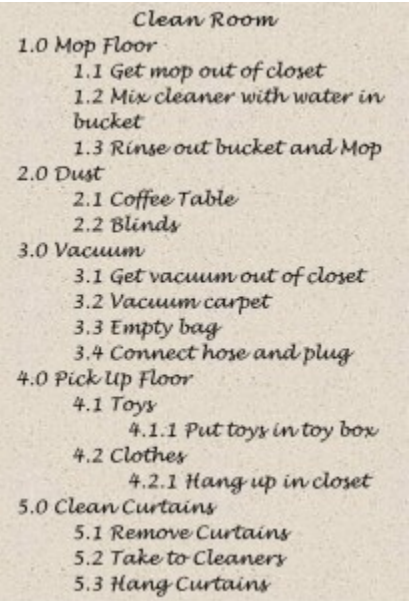 Clean Room
1.0 Mop Floor
1.1 Get mop out of closet
1.2 Mix cleaner with water in
bucket
1.3 Rinse out bucket and Mop
2.0 Dust
2.1 Coffee Table
2.2 Blinds
3.0 Vacuum
3.1 Get vacuum out of closet
3.2 Vacuum carpet
3.3 Empty bag
3.4 Connect hose and plug
4.0 Pick Up Floor
4.1 Toys
4.1.1 Put toys in toy box
4.2 Clothes
4.2.1 Hang up in closet
5.0 Clean Curtains
5.1 Remove Curtains
5.2 Take to Cleaners
5.3 Hang Curtains